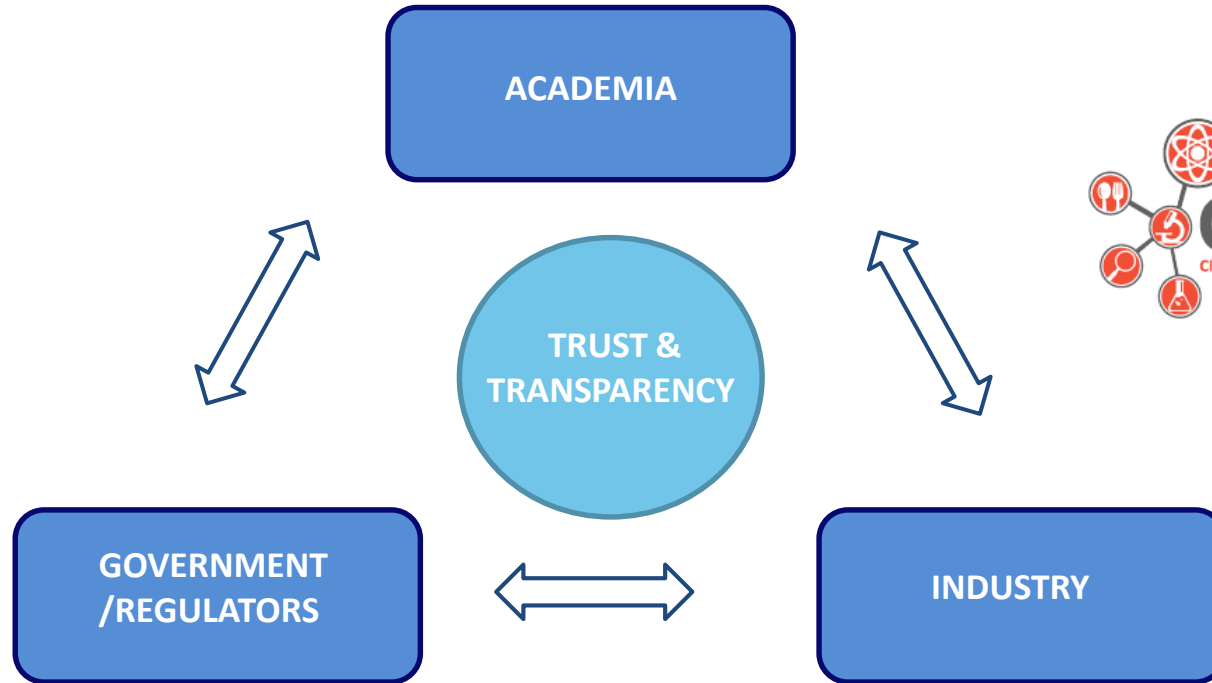 ACADEMIA
TRUST &
TRANSPARENCY
GOVERNMENT
/REGULATORS
INDUSTRY